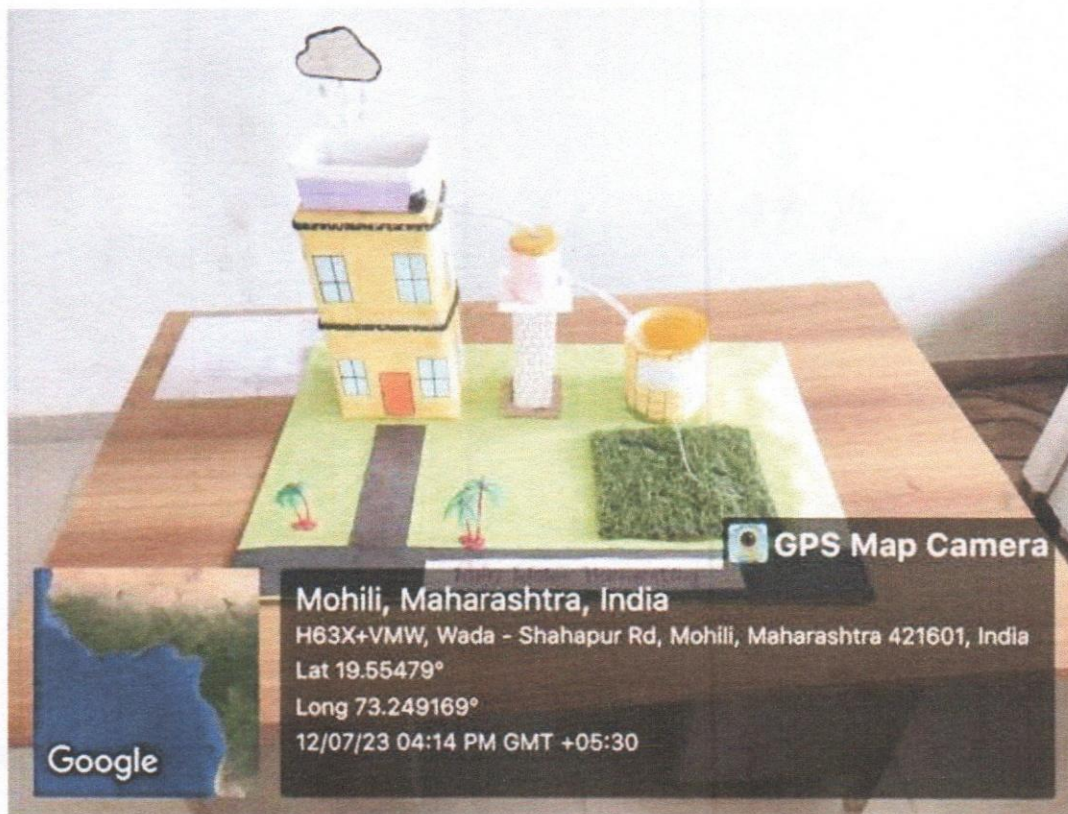 GPS Map Camera
Mohili, Maharashtra, India
H63X+VMW, Wada - Shahapur Rd, Mohili, Maharashtra 421601, India
Lat 19.55479°
Long 73.249169°
12/07/23 04:14 PM GMT +05:30
Google